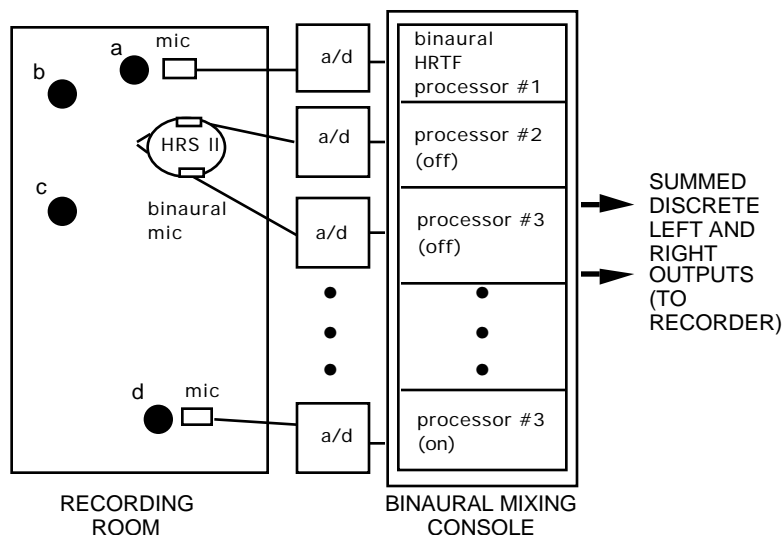 a
mic
b
HRS II
c
binaural
mic
d
mic
RECORDING
ROOM
a/d
a/d
a/d
a/d
binaural
HRTF
processor #1
processor #2
(off)
processor #3
(off)
processor #3
(on)
BINAURAL MIXING
CONSOLE
SUMMED
DISCRETE
LEFT AND
RIGHT
OUTPUTS
(TO
RECORDER)